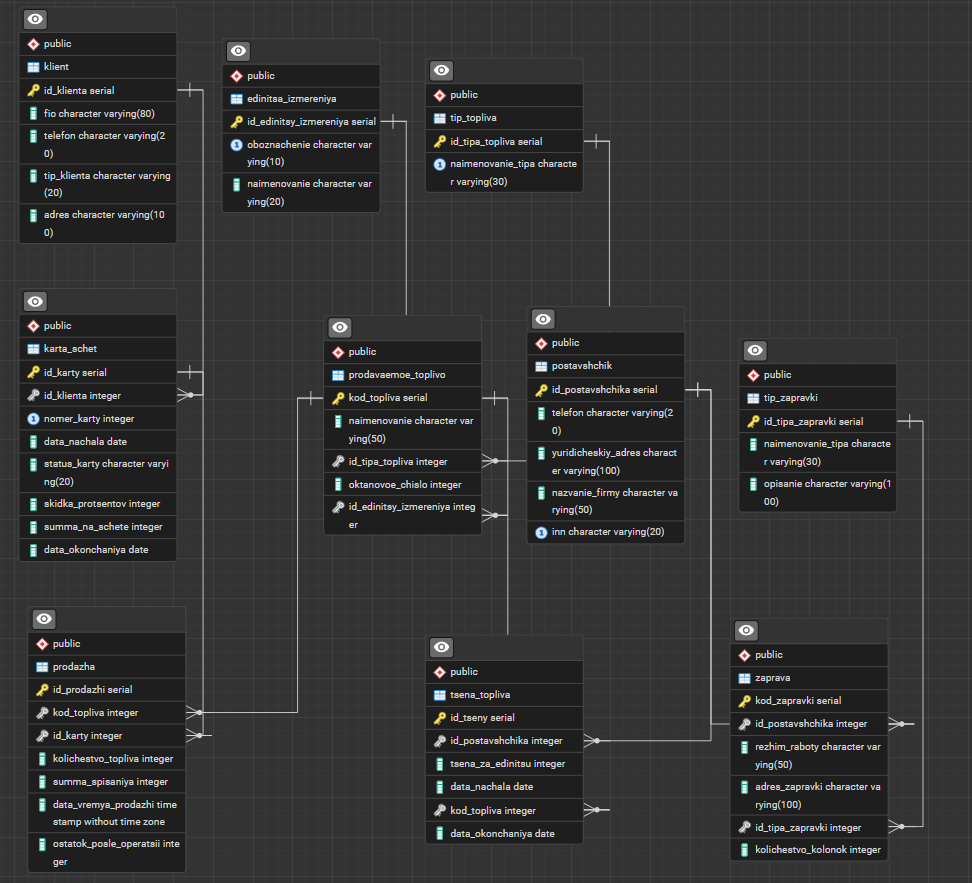 public
klient
id_klienta serial
fio character varying(80)
telefon character varying(2
0)
tip_klienta character varying
(20)
adres character varying(10
0)
public
edinitsa_izmereniya
id_edinitsy_izmereniya serial
oboznachenie character var
ying(10)
naimenovanie character var
ying(20)
public
tip_topliva
id_tipa_topliva serial
naimenovanie_tipa characte
r varying(30)
public
karta_schet
id_karty serial
id_klienta integer
nomer_karty integer
data_nachala date
status_karty character varyi
ng(20)
skidka_protsentov integer
summa_na_schete integer
data_okonchaniya date
public
prodavaemoe_toplivo
kod_topliva serial
naimenovanie character var
ying(50)
id_tipa_topliva integer
oktanovoe_chislo integer
id_edinitsy_izmereniya integ
er
public
postavshchik
id_postavshchika serial
telefon character varying(2
0)
yuridicheskiy_adres charact
er varying(100)
nazvanie_firmy character va
rying(50)
inn character varying(20)
public
tip_zapravki
id_tipa_zapravki serial
naimenovanie_tipa characte
r varying(30)
opisanie character varying(1
00)
public
prodazha
id_prodazhi serial
kod_topliva integer
id_karty integer
kolichestvo_topliva integer
summa_spisaniya integer
data_vremya_prodazhi time
stamp without time zone
ostatok_posle_operatsii inte
ger
public
tsena_topliva
id_tseny serial
id_postavshchika integer
tsena_za_edinitsu integer
data_nachala date
kod_topliva integer
data_okonchaniya date
public
zaprava
kod_zapravki serial
id_postavshchika integer
rezhim_raboty character var
ying(50)
adres_zapravki character va
rying(100)
id_tipa_zapravki integer
kolichestvo_kolonok integer